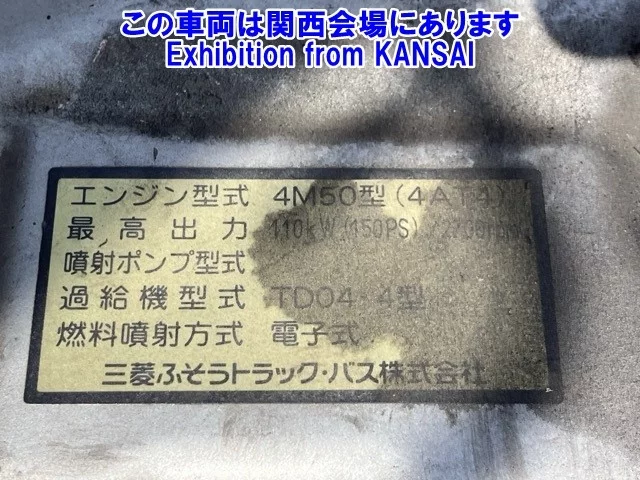 この車両は関西会場にあります
Exhibition from KANSAI
エンジン型式 4M50型(4AT4)
最高出力 110kW(150PS)/2700rpm
噴射ポンプ型式
過給機型式 TD04-4型
燃料噴射方式 電子式
三菱ふそうトラック・バス株式会社